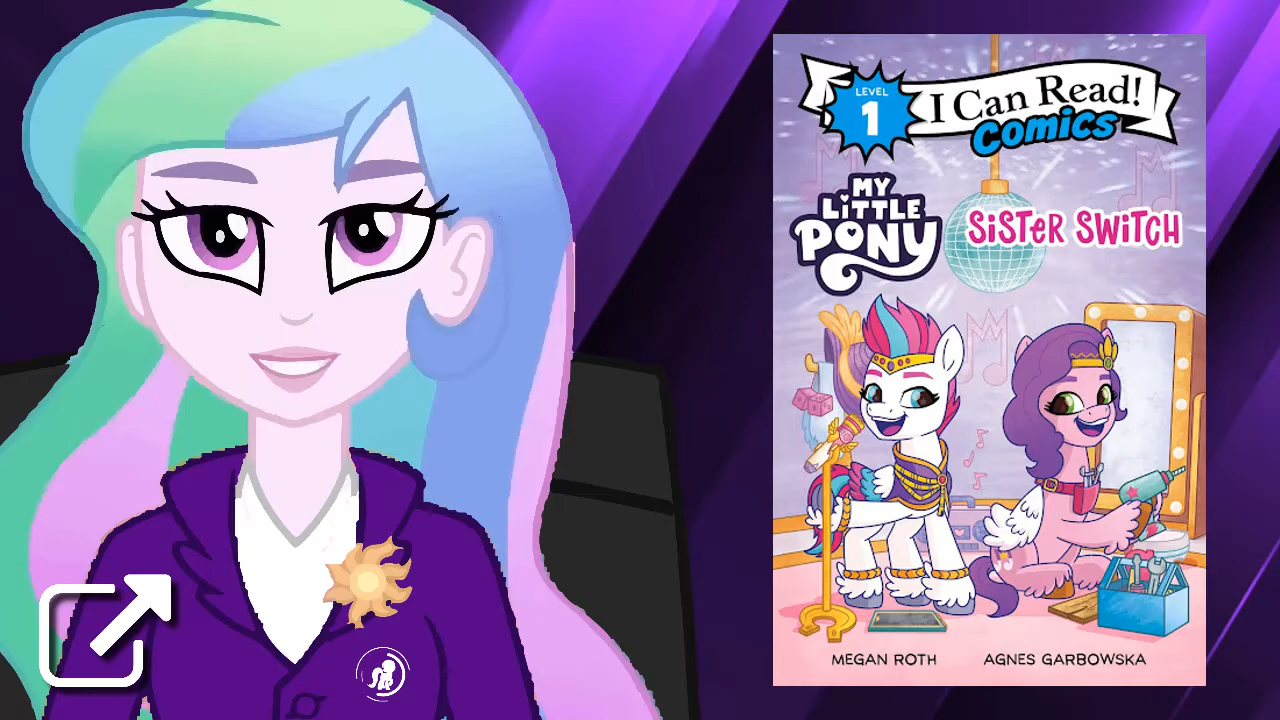 LEVEL
1
I Can Read!
Comics
MY
LITTLE
PONY
SISTER SWITCH
MEGAN ROTH
AGNES GARBOWSKA